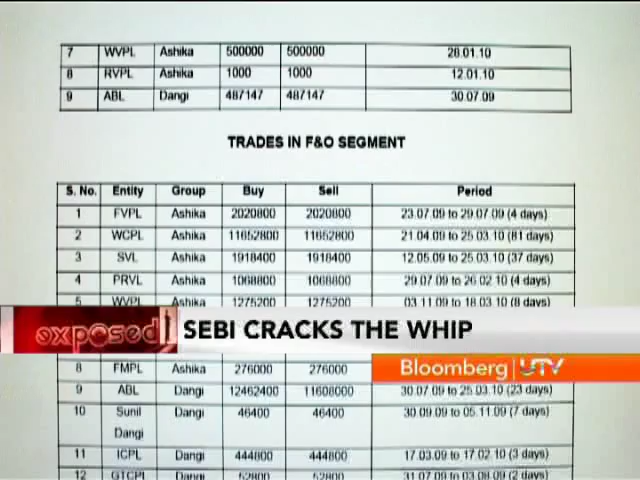 7 WVPL Ashika 500000 500000 28.01.10
8 RVPL Ashika 1000 1000 12.01.10
9 ABL Dangi 487147 487147 30.07.09
TRADES IN F&O SEGMENT
S. No. Entity Group Buy Sell Period
1 FVPL Ashika 2020800 2020800 23.07.09 to 29.07.09 (4 days)
2 WCPL Ashika 11652800 11652800 21.04.09 to 25.03.10 (81 days)
3 SVL Ashika 1918400 1918400 12.05.09 to 25.03.10 (37 days)
4 PRVL Ashika 1068800 1068800 29.07.09 to 26.02.10 (4 days)
5 WVPL Ashika 1275200 1275200 03.11.09 to 18.03.10 (8 days)
exposed! SEBI CRACKS THE WHIP
8 FMPL Ashika 276000 276000
Bloomberg | UTV
9 ABL Dangi 12462400 11608000 30.07.09 to 25.03.10 (23 days)
10 Sunil Dangi 46400 46400 30.09.09 to 05.11.09 (7 days)
Dangi
11 ICPL Dangi 444800 444800 17.03.09 to 17.02.10 (3 days)
12 GTCPL Dangi 52800 52800 31.07.09 to 03.08.09 (2 days)